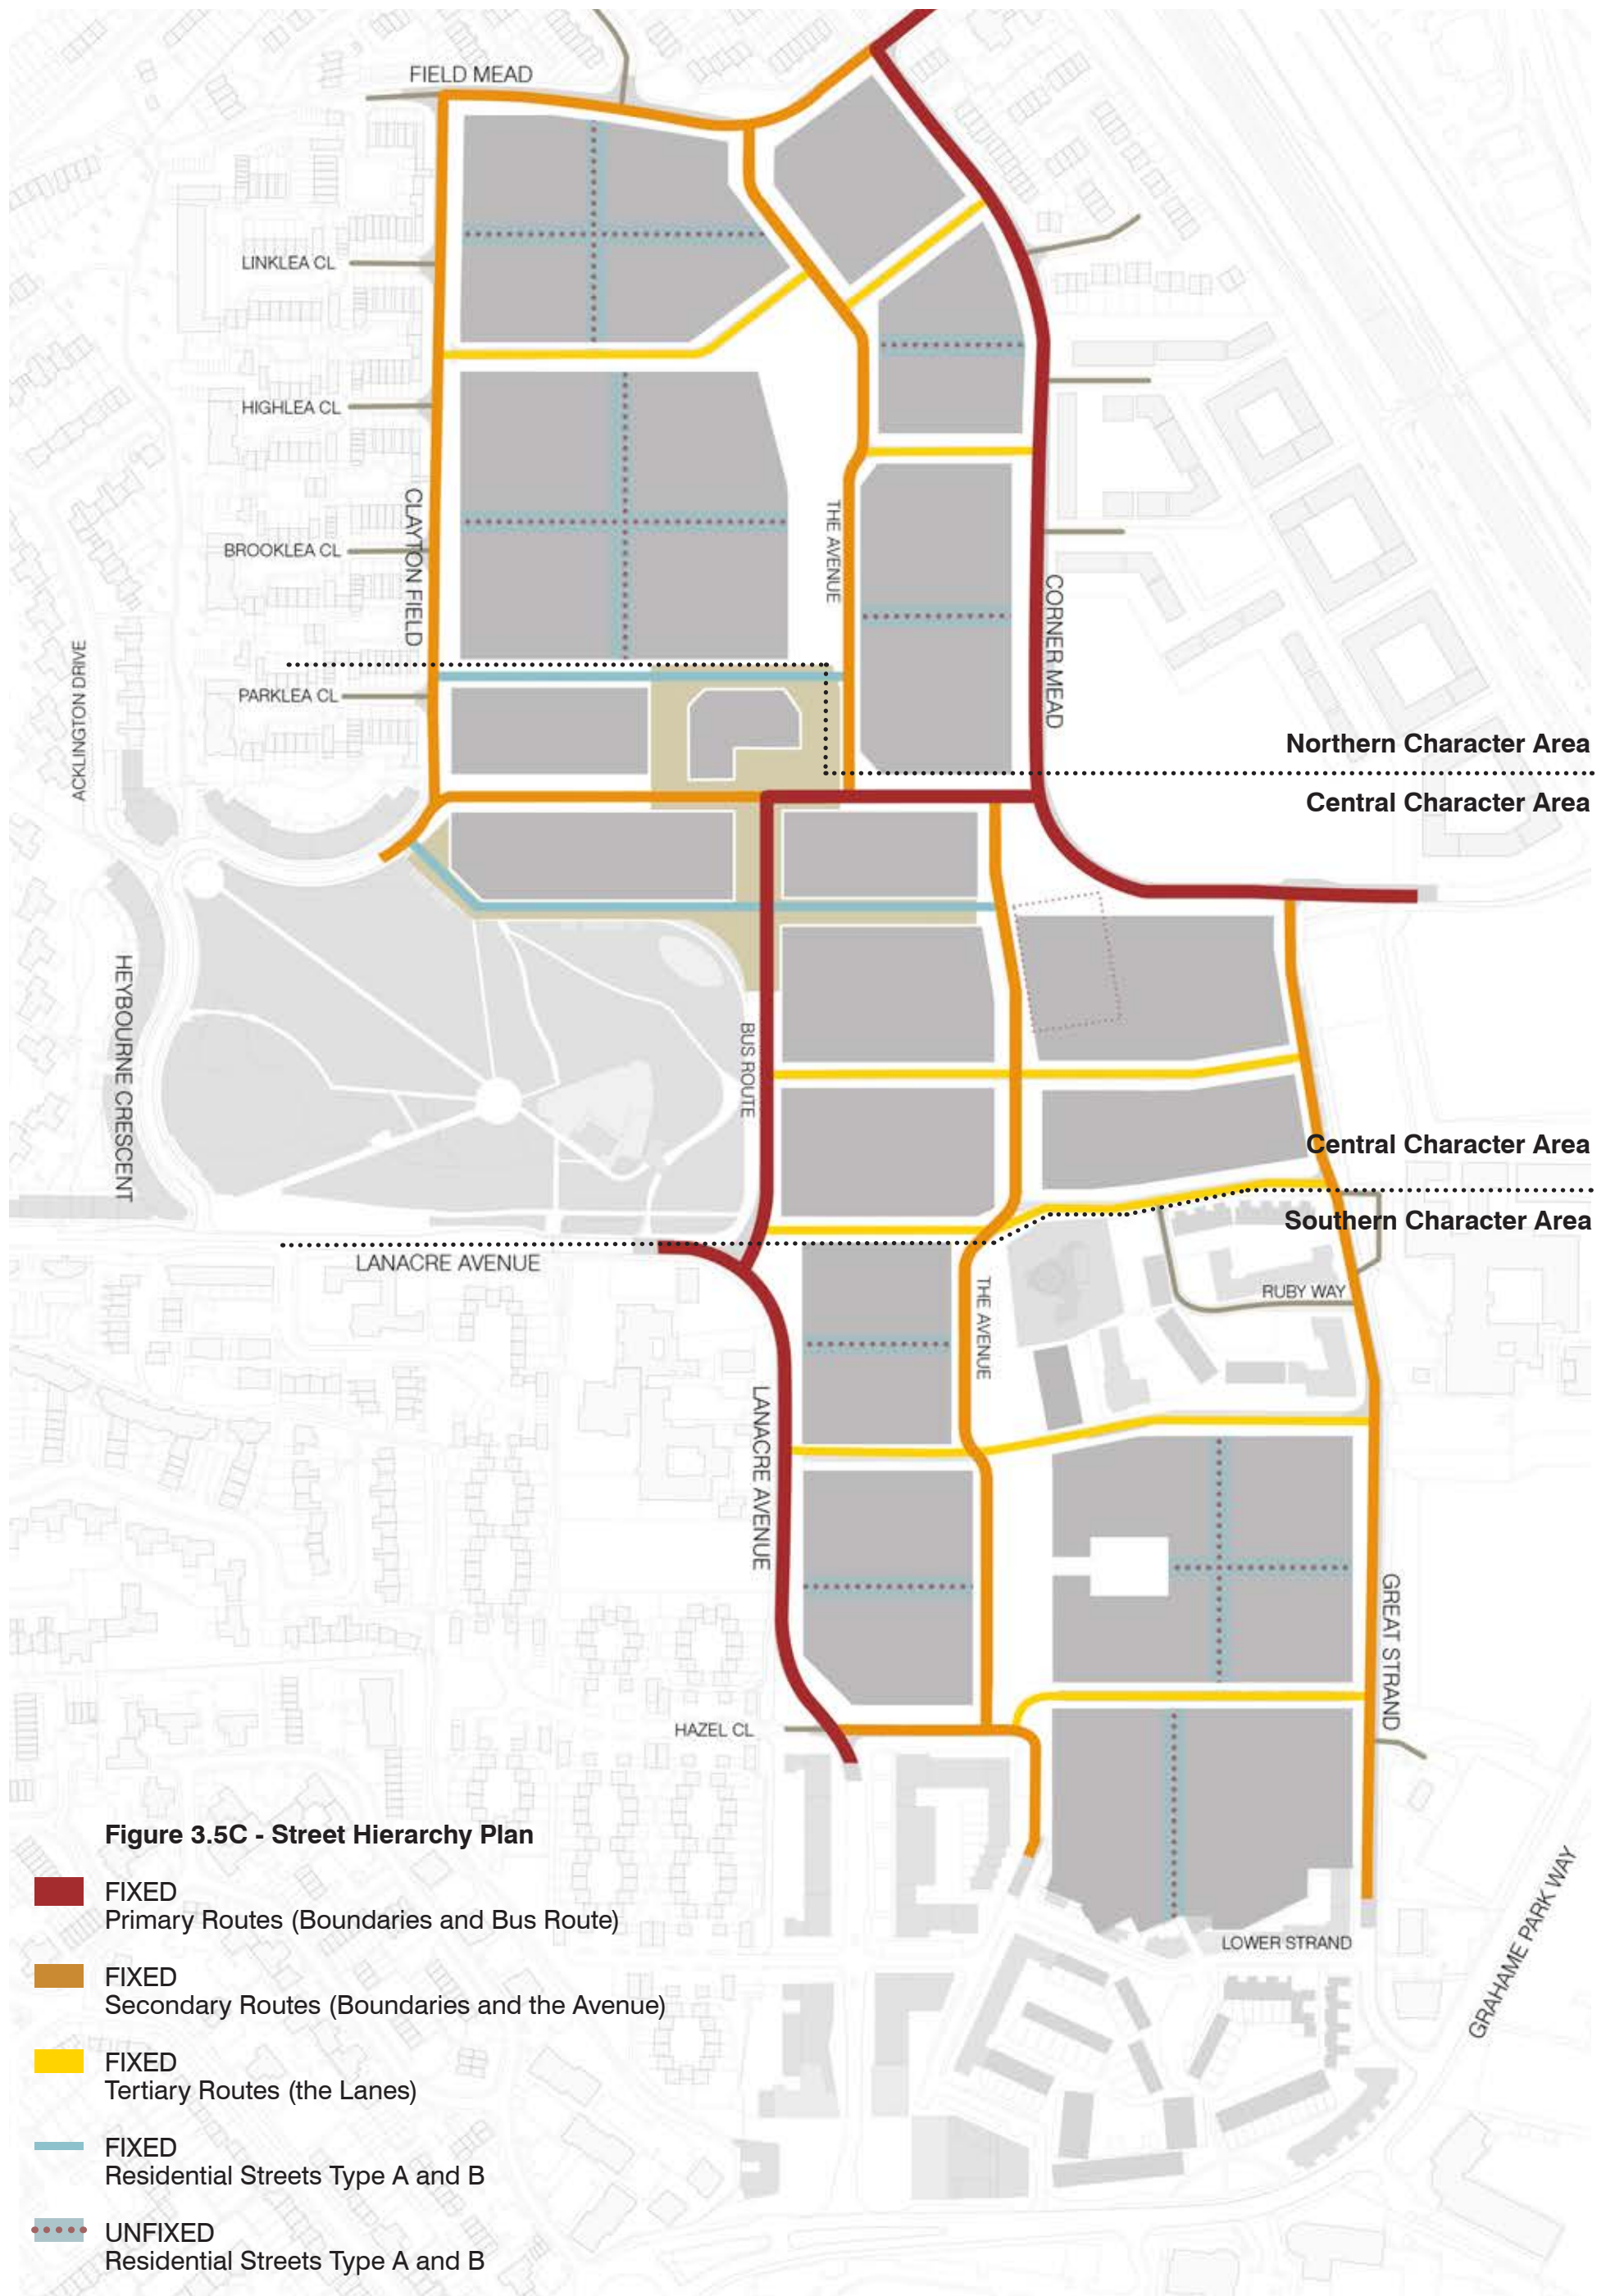 FIELD MEAD
LINKLEA CL
HIGHLEA CL
CLAYTON FIELD
THE AVENUE
BROOKLEA CL
CORNER MEAD
ACKLINGTON DRIVE
PARKLEA CL
Northern Character Area
Central Character Area
HEYBOURNE CRESCENT
BUS ROUTE
Central Character Area
Southern Character Area
LANACRE AVENUE
RUBY WAY
THE AVENUE
LANACRE AVENUE
GREAT STRAND
HAZEL CL
LOWER STRAND
GRAHAME PARK WAY
Figure 3.5C - Street Hierarchy Plan
FIXED
Primary Routes (Boundaries and Bus Route)
FIXED
Secondary Routes (Boundaries and the Avenue)
FIXED
Tertiary Routes (the Lanes)
FIXED
Residential Streets Type A and B
UNFIXED
Residential Streets Type A and B